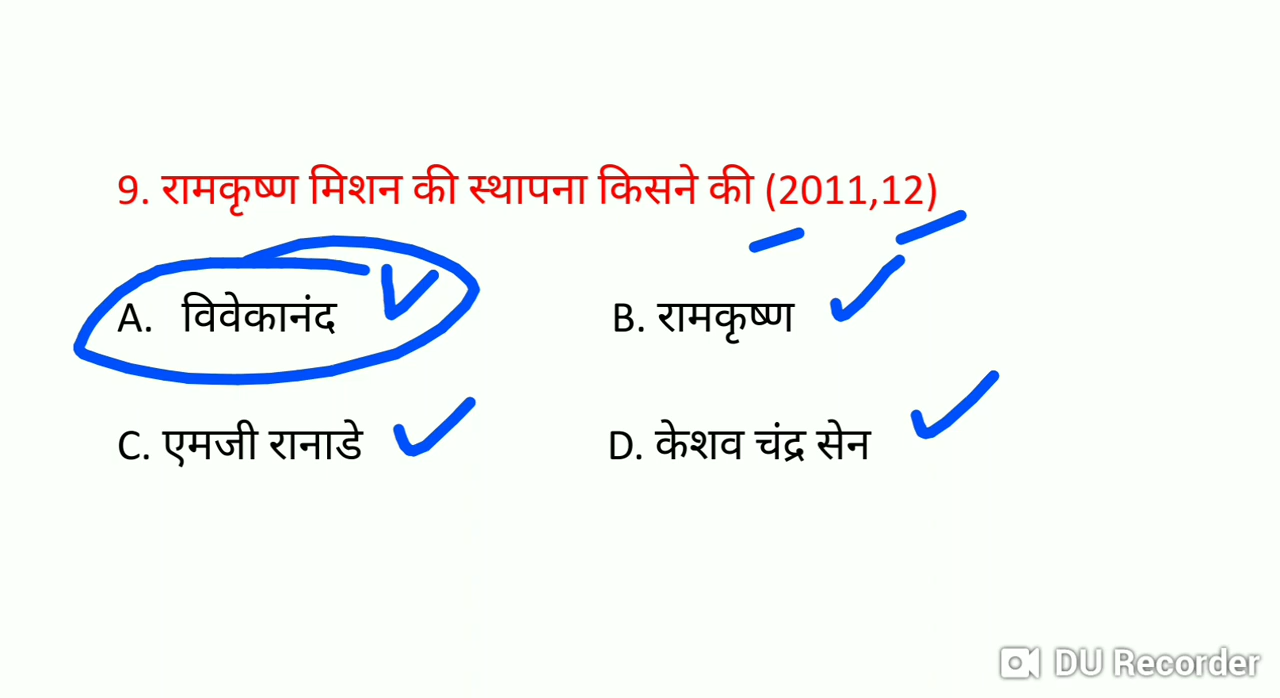 9. रामकृष्ण मिशन की स्थापना किसने की (2011,12)
A. विवेकानंद B. रामकृष्ण
C. एमजी रानाडे D. केशव चंद्र सेन
DU Recorder